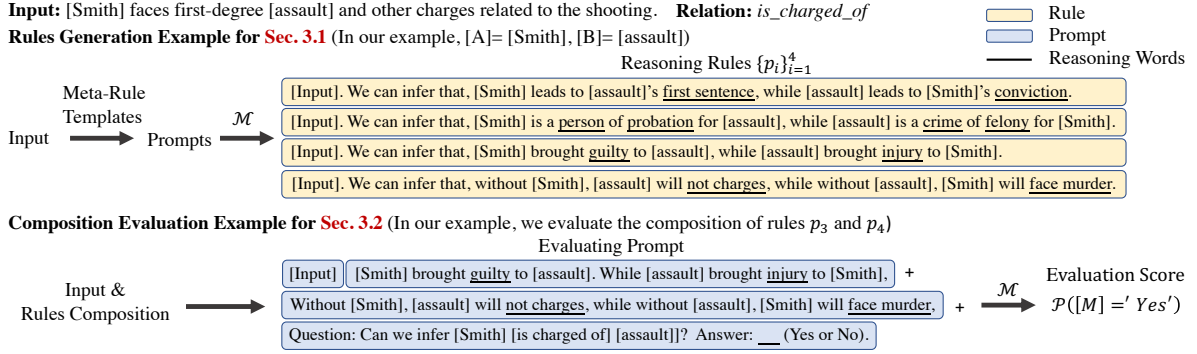 Input: [Smith] faces first-degree [assault] and other charges related to the shooting. Relation: is_charged_of
Rule
Rules Generation Example for Sec. 3.1 (In our example, [A]= [Smith], [B]= [assault])
Prompt
Reasoning Words
Reasoning Rules {p_i}_{i=1}^4
Input
Meta-Rule
Templates
Prompts
ℳ
[Input]. We can infer that, [Smith] leads to [assault]'s first sentence, while [assault] leads to [Smith]'s conviction.
[Input]. We can infer that, [Smith] is a person of probation for [assault], while [assault] is a crime of felony for [Smith].
[Input]. We can infer that, [Smith] brought guilty to [assault], while [assault] brought injury to [Smith].
[Input]. We can infer that, without [Smith], [assault] will not charges, while without [assault], [Smith] will face murder.
Composition Evaluation Example for Sec. 3.2 (In our example, we evaluate the composition of rules p_3 and p_4)
Evaluating Prompt
Input &
Rules Composition
[Input] [Smith] brought guilty to [assault]. While [assault] brought injury to [Smith], +
Without [Smith], [assault] will not charges, while without [assault], [Smith] will face murder, +
Question: Can we infer [Smith] [is charged of] [assault]]? Answer: __ (Yes or No).
ℳ
Evaluation Score
𝒫([M] =' Yes')